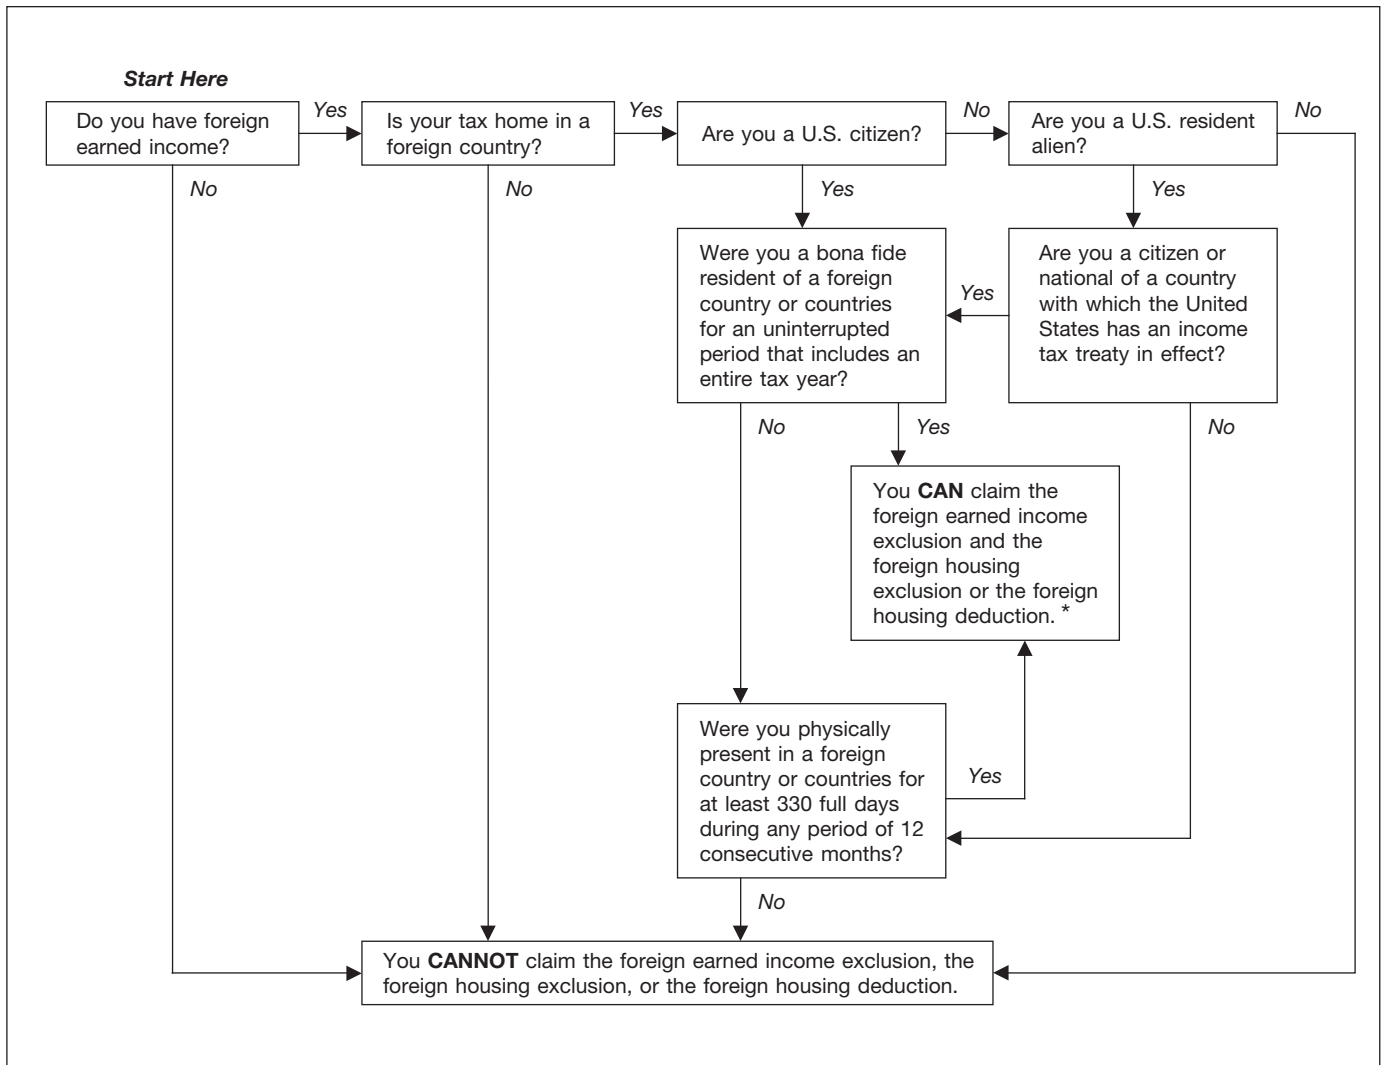 Start Here
Do you have foreign
earned income?
Yes
Is your tax home in a
foreign country?
Yes
Are you a U.S. citizen?
No
Are you a U.S. resident
alien?
No
No
No
Yes
Yes
Were you a bona fide
resident of a foreign
country or countries
for an uninterrupted
period that includes an
entire tax year?
Yes
Are you a citizen or
national of a country
with which the United
States has an income
tax treaty in effect?
No
Yes
No
You CAN claim the
foreign earned income
exclusion and the
foreign housing
exclusion or the foreign
housing deduction. *
Were you physically
present in a foreign
country or countries for
at least 330 full days
during any period of 12
consecutive months?
Yes
No
You CANNOT claim the foreign earned income exclusion, the
foreign housing exclusion, or the foreign housing deduction.